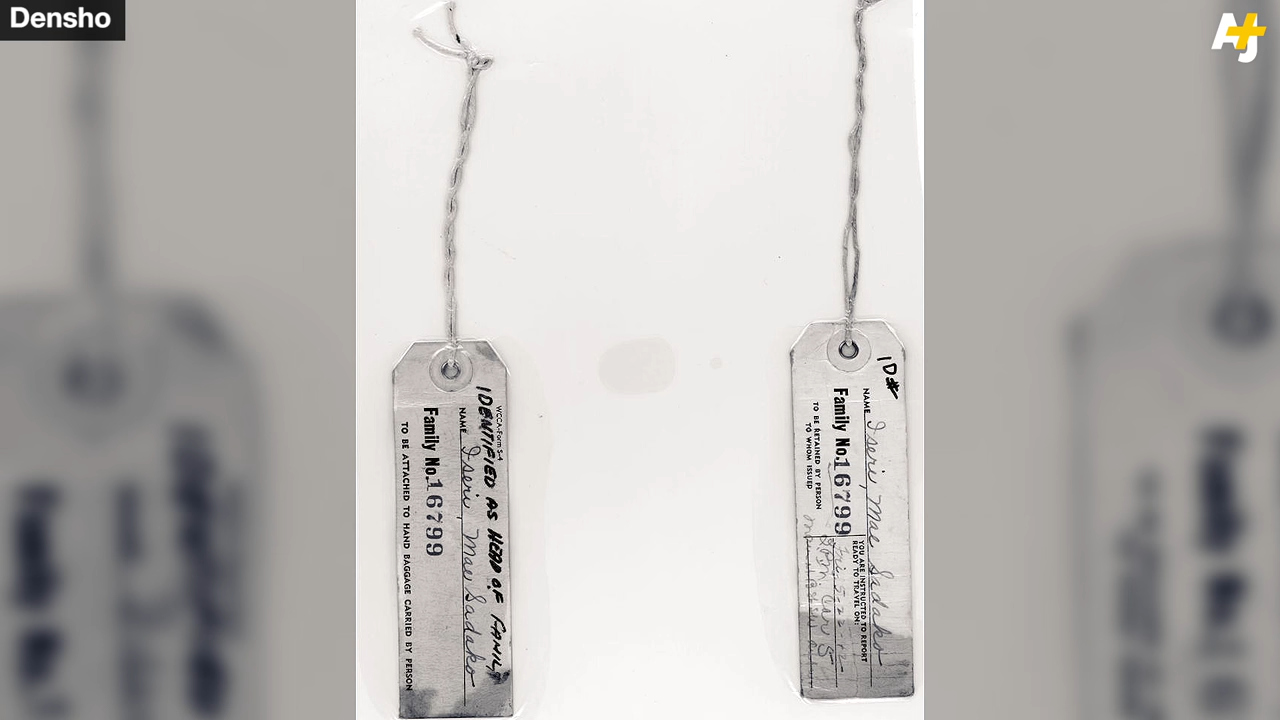 Densho
AJ+
WCCA-Form S-4
IDENTIFIED AS HEAD OF FAMILY
NAME Iseri, Mae Sadako
Family No. 16799
TO BE ATTACHED TO HAND BAGGAGE CARRIED BY PERSON
ID#
NAME Iseri, Mae Sadako
Family No. 16799
TO BE RETAINED BY PERSON
TO WHOM ISSUED
YOU ARE INSTRUCTED TO REPORT
READY TO TRAVEL ON: